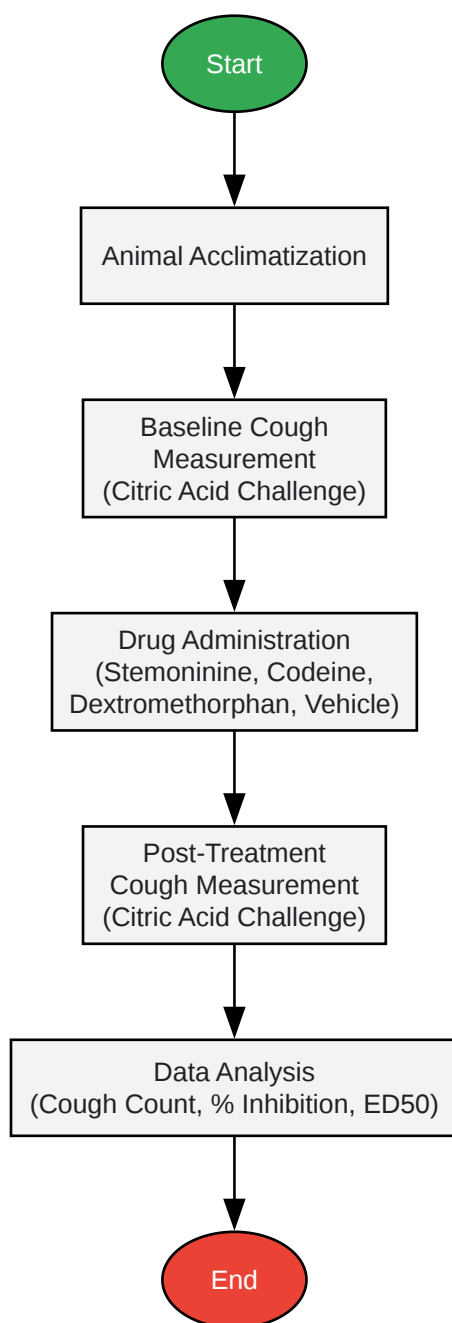 Start
Animal Acclimatization
Baseline Cough
Measurement
(Citric Acid Challenge)
Drug Administration
(Stemoninine, Codeine,
Dextromethorphan, Vehicle)
Post-Treatment
Cough Measurement
(Citric Acid Challenge)
Data Analysis
(Cough Count, % Inhibition, ED50)
End